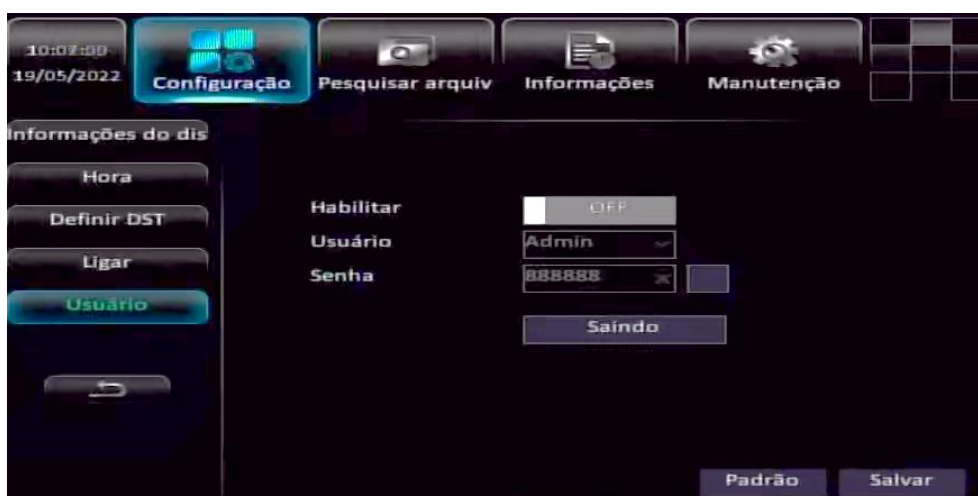 10:07:00
19/05/2022
Configuração
Pesquisar arquiv
Informações
Manutenção
Informações do dis
Hora
Definir DST
Ligar
Usuário
Habilitar OFF
Usuário Admin
Senha 888888
Saindo
Padrão Salvar